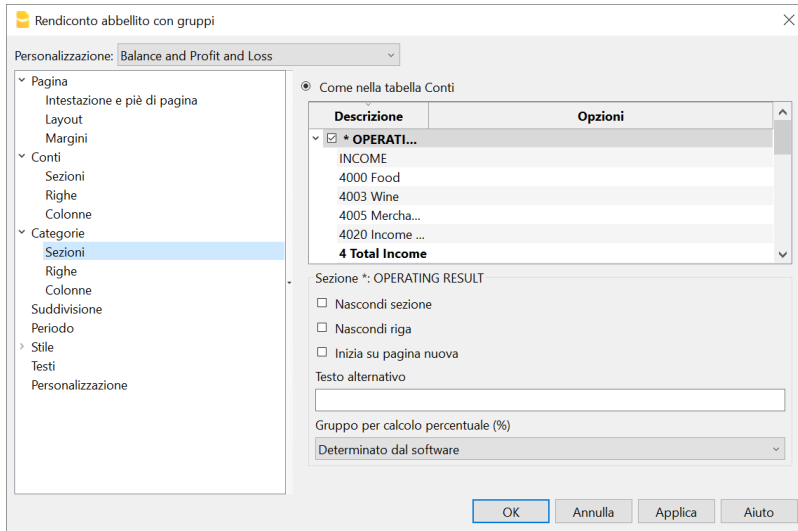 Rendiconto abbellito con gruppi
Personalizzazione: Balance and Profit and Loss
Pagina
Intestazione e piè di pagina
Layout
Margini
Conti
Sezioni
Righe
Colonne
Categorie
Sezioni
Righe
Colonne
Suddivisione
Periodo
Stile
Testi
Personalizzazione
Come nella tabella Conti
Descrizione Opzioni
* OPERATI...
INCOME
4000 Food
4003 Wine
4005 Mercha...
4020 Income ...
4 Total Income
Sezione *: OPERATING RESULT
Nascondi sezione
Nascondi riga
Inizia su pagina nuova
Testo alternativo
Gruppo per calcolo percentuale (%)
Determinato dal software
OK Annulla Applica Aiuto